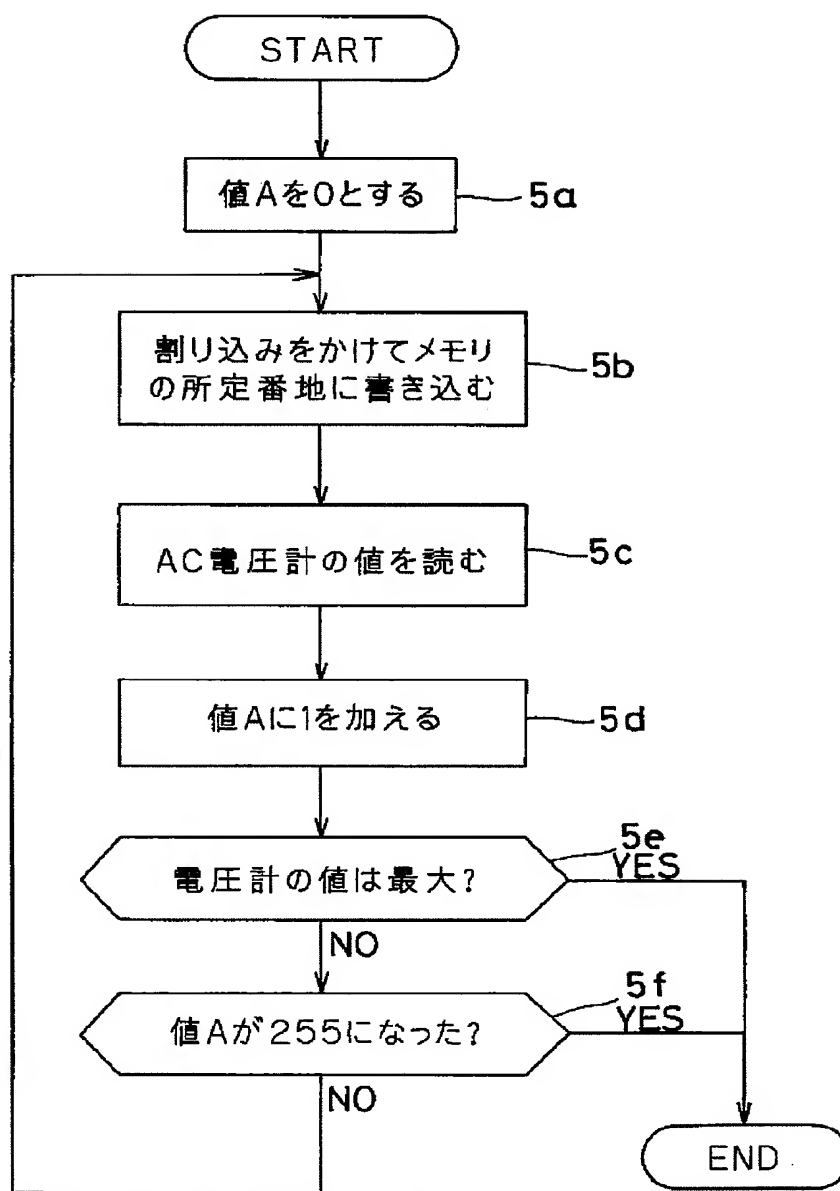 START
値Aを0とする
5a
割り込みをかけてメモリ
の所定番地に書き込む
5b
AC電圧計の値を読む
5c
値Aに1を加える
5d
電圧計の値は最大?
5e
YES
NO
値Aが255になった?
5f
YES
NO
END